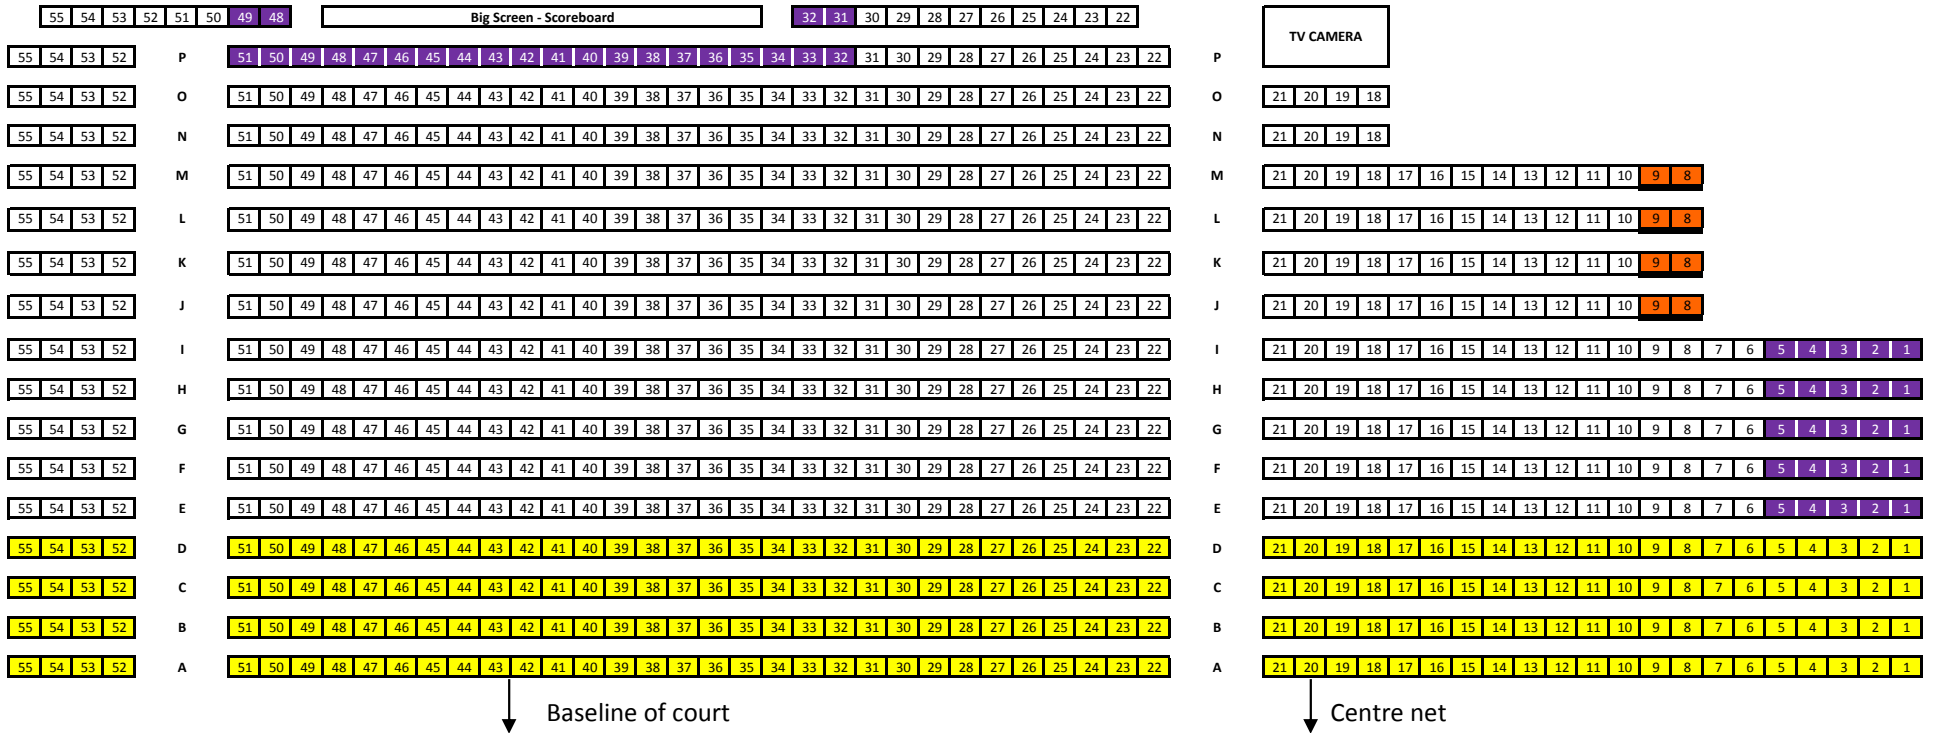 55 54 53 52 51 50 49 48 Big Screen - Scoreboard 32 31 30 29 28 27 26 25 24 23 22
TV CAMERA
55 54 53 52 P 51 50 49 48 47 46 45 44 43 42 41 40 39 38 37 36 35 34 33 32 31 30 29 28 27 26 25 24 23 22 P
55 54 53 52 O 51 50 49 48 47 46 45 44 43 42 41 40 39 38 37 36 35 34 33 32 31 30 29 28 27 26 25 24 23 22 O 21 20 19 18
55 54 53 52 N 51 50 49 48 47 46 45 44 43 42 41 40 39 38 37 36 35 34 33 32 31 30 29 28 27 26 25 24 23 22 N 21 20 19 18
55 54 53 52 M 51 50 49 48 47 46 45 44 43 42 41 40 39 38 37 36 35 34 33 32 31 30 29 28 27 26 25 24 23 22 M 21 20 19 18 17 16 15 14 13 12 11 10 9 8
55 54 53 52 L 51 50 49 48 47 46 45 44 43 42 41 40 39 38 37 36 35 34 33 32 31 30 29 28 27 26 25 24 23 22 L 21 20 19 18 17 16 15 14 13 12 11 10 9 8
55 54 53 52 K 51 50 49 48 47 46 45 44 43 42 41 40 39 38 37 36 35 34 33 32 31 30 29 28 27 26 25 24 23 22 K 21 20 19 18 17 16 15 14 13 12 11 10 9 8
55 54 53 52 J 51 50 49 48 47 46 45 44 43 42 41 40 39 38 37 36 35 34 33 32 31 30 29 28 27 26 25 24 23 22 J 21 20 19 18 17 16 15 14 13 12 11 10 9 8
55 54 53 52 I 51 50 49 48 47 46 45 44 43 42 41 40 39 38 37 36 35 34 33 32 31 30 29 28 27 26 25 24 23 22 I 21 20 19 18 17 16 15 14 13 12 11 10 9 8 7 6 5 4 3 2 1
55 54 53 52 H 51 50 49 48 47 46 45 44 43 42 41 40 39 38 37 36 35 34 33 32 31 30 29 28 27 26 25 24 23 22 H 21 20 19 18 17 16 15 14 13 12 11 10 9 8 7 6 5 4 3 2 1
55 54 53 52 G 51 50 49 48 47 46 45 44 43 42 41 40 39 38 37 36 35 34 33 32 31 30 29 28 27 26 25 24 23 22 G 21 20 19 18 17 16 15 14 13 12 11 10 9 8 7 6 5 4 3 2 1
55 54 53 52 F 51 50 49 48 47 46 45 44 43 42 41 40 39 38 37 36 35 34 33 32 31 30 29 28 27 26 25 24 23 22 F 21 20 19 18 17 16 15 14 13 12 11 10 9 8 7 6 5 4 3 2 1
55 54 53 52 E 51 50 49 48 47 46 45 44 43 42 41 40 39 38 37 36 35 34 33 32 31 30 29 28 27 26 25 24 23 22 E 21 20 19 18 17 16 15 14 13 12 11 10 9 8 7 6 5 4 3 2 1
55 54 53 52 D 51 50 49 48 47 46 45 44 43 42 41 40 39 38 37 36 35 34 33 32 31 30 29 28 27 26 25 24 23 22 D 21 20 19 18 17 16 15 14 13 12 11 10 9 8 7 6 5 4 3 2 1
55 54 53 52 C 51 50 49 48 47 46 45 44 43 42 41 40 39 38 37 36 35 34 33 32 31 30 29 28 27 26 25 24 23 22 C 21 20 19 18 17 16 15 14 13 12 11 10 9 8 7 6 5 4 3 2 1
55 54 53 52 B 51 50 49 48 47 46 45 44 43 42 41 40 39 38 37 36 35 34 33 32 31 30 29 28 27 26 25 24 23 22 B 21 20 19 18 17 16 15 14 13 12 11 10 9 8 7 6 5 4 3 2 1
55 54 53 52 A 51 50 49 48 47 46 45 44 43 42 41 40 39 38 37 36 35 34 33 32 31 30 29 28 27 26 25 24 23 22 A 21 20 19 18 17 16 15 14 13 12 11 10 9 8 7 6 5 4 3 2 1
Baseline of court Centre net